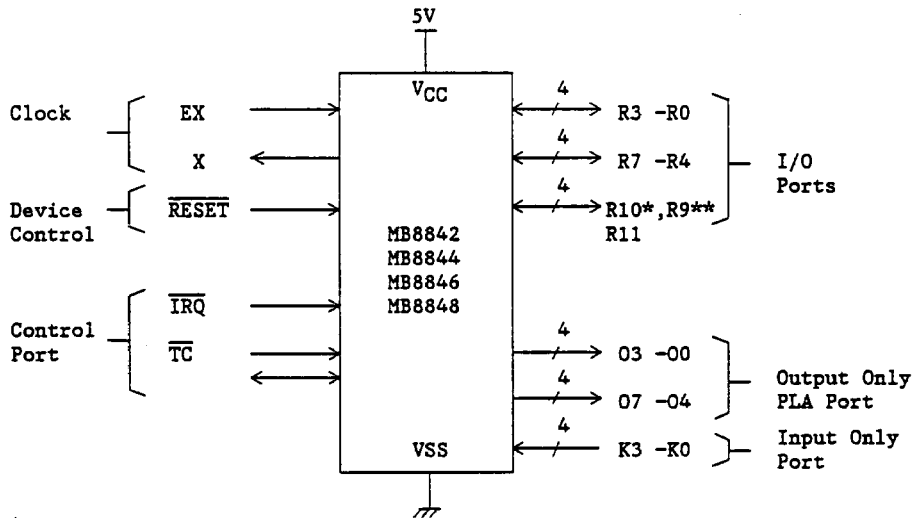 5V
VCC
Clock
EX
X
Device
Control
RESET
Control
Port
IRQ
TC
MB8842
MB8844
MB8846
MB8848
VSS
4
R3 -R0
4
R7 -R4
4
R10*,R9**
R11
I/O
Ports
4
O3 -O0
4
O7 -O4
Output Only
PLA Port
4
K3 -K0
Input Only
Port